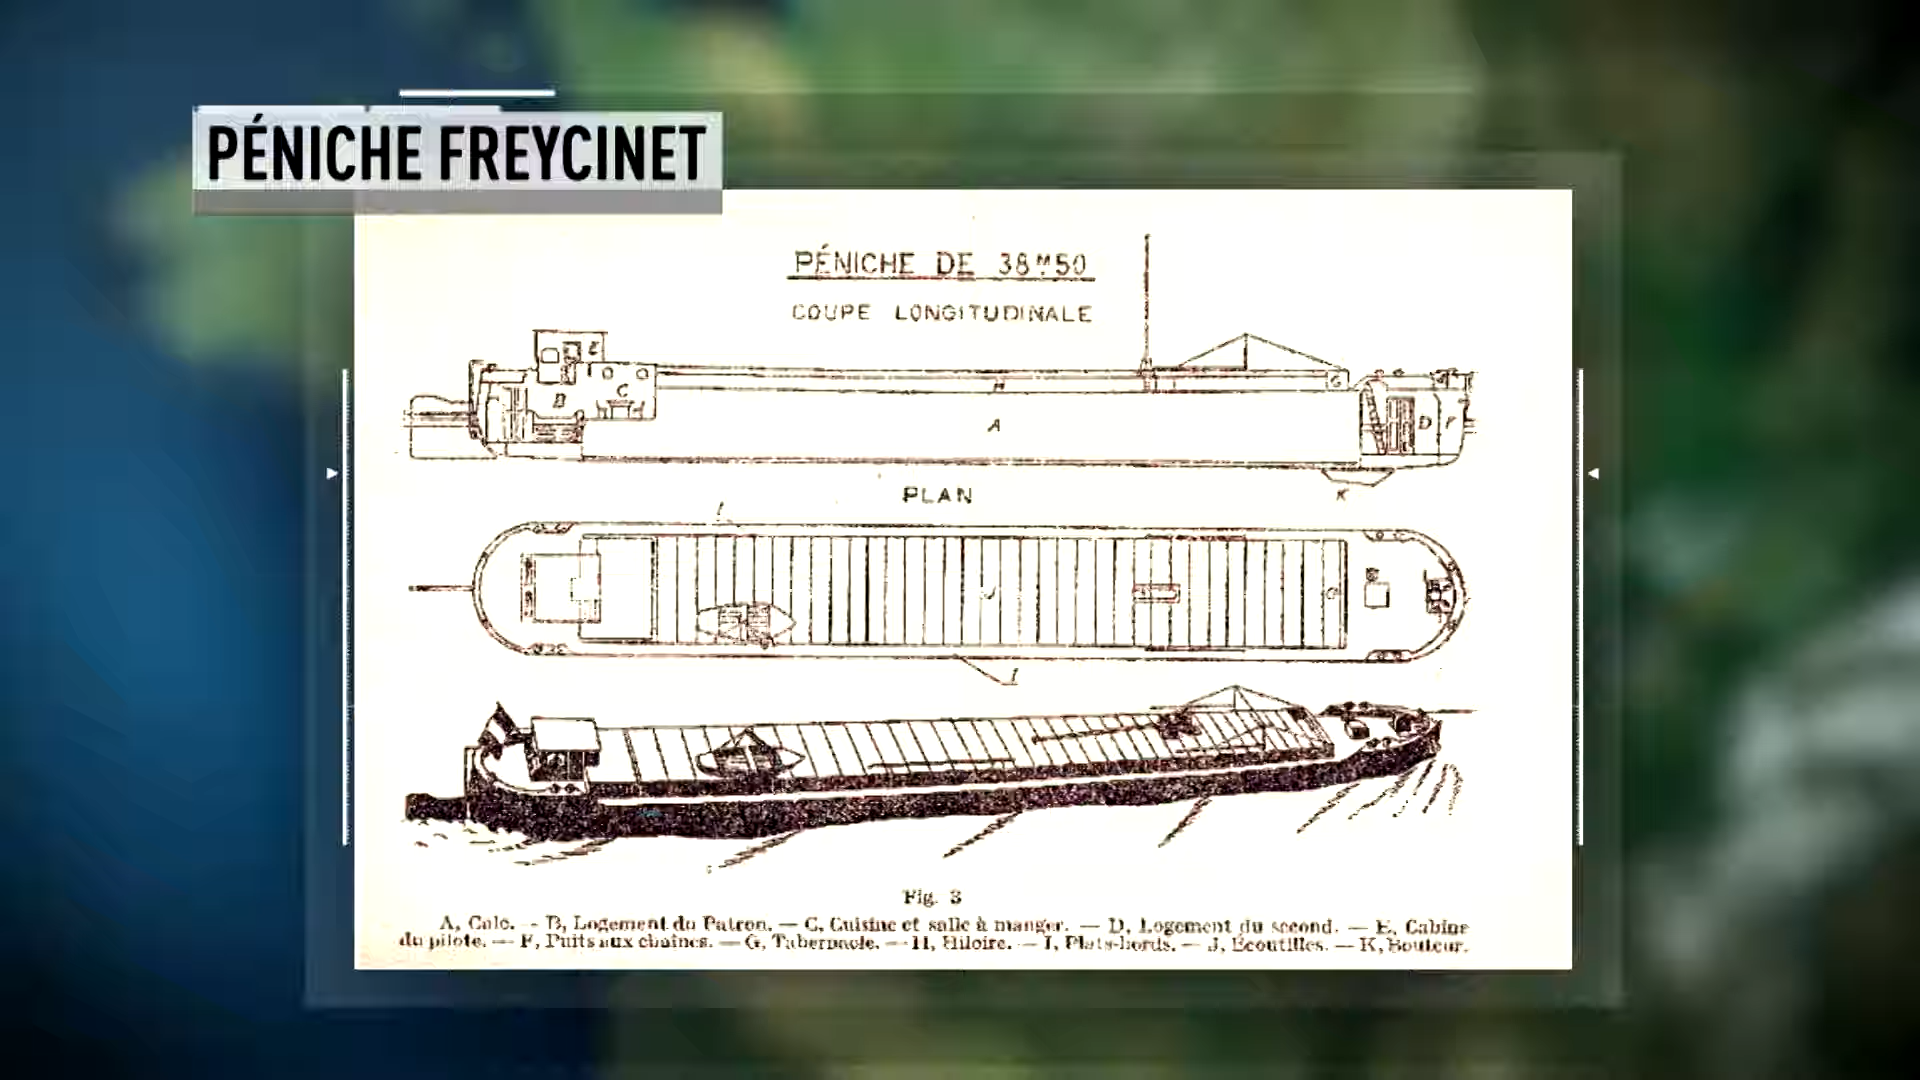 PÉNICHE FREYCINET
PÉNICHE DE 38ᴹ50
COUPE LONGITUDINALE
E
B
C
H
G
A
D
F
K
PLAN
I
J
G
I
Fig. 3
A, Cale. — B, Logement du Patron. — C, Cuisine et salle à manger. — D, Logement du second. — E, Cabine
du pilote. — F, Puits aux chaînes. — G, Tabernacle. — H, Hiloire. — I, Plats-bords. — J, Écoutilles. — K, Bouteur.